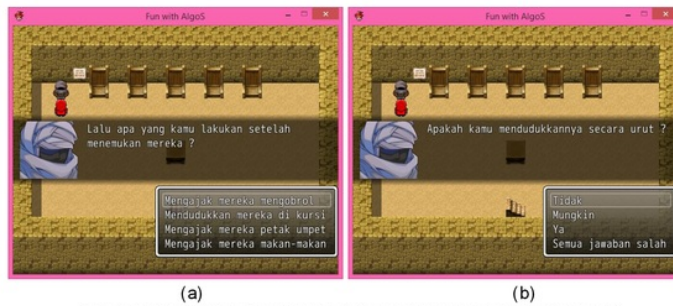 Fun with AlgoS
Lalu apa yang kamu lakukan setelah
menemukan mereka ?
Mengajak mereka mengobrol
Mendudukkan mereka di kursi
Mengajak mereka petak umpet
Mengajak mereka makan-makan
(a)
Fun with AlgoS
Apakah kamu mendudukkannya secara urut ?
Tidak
Mungkin
Ya
Semua jawaban salah
(b)